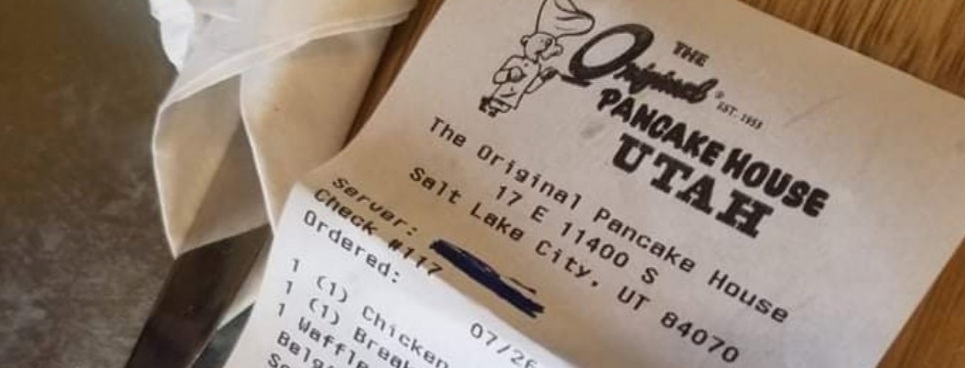 THE
Original ®
EST. 1953
PANCAKE HOUSE
UTAH
The Original Pancake House
17 E 11400 S
Salt Lake City, UT 84070
Server:
Check #117
Ordered: 07/26
1 (1) Chicken
1 (1) Break
1 Waffle
Belg